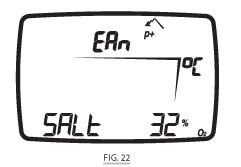 p+
EAn
°C
SALt 32 % O₂
FIG. 22